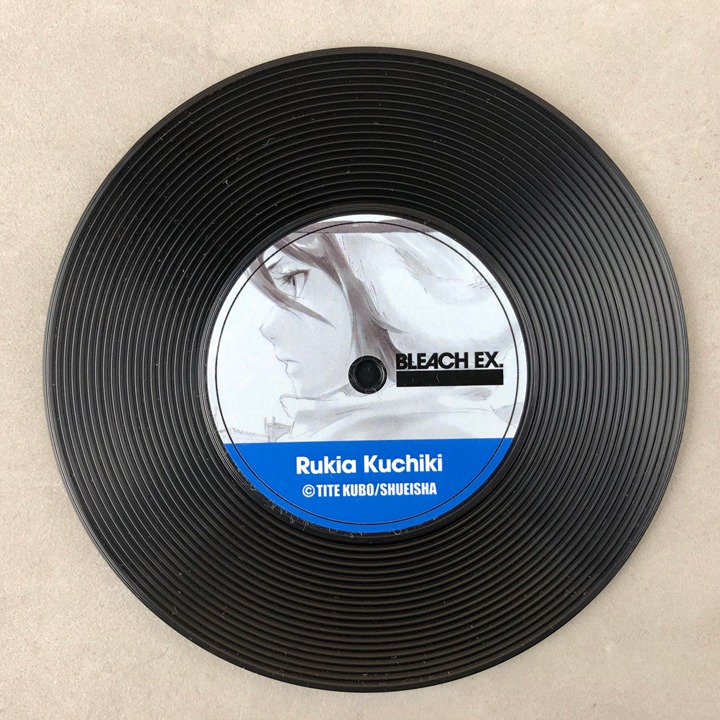 BLEACH EX.
Rukia Kuchiki
© TITE KUBO/SHUEISHA